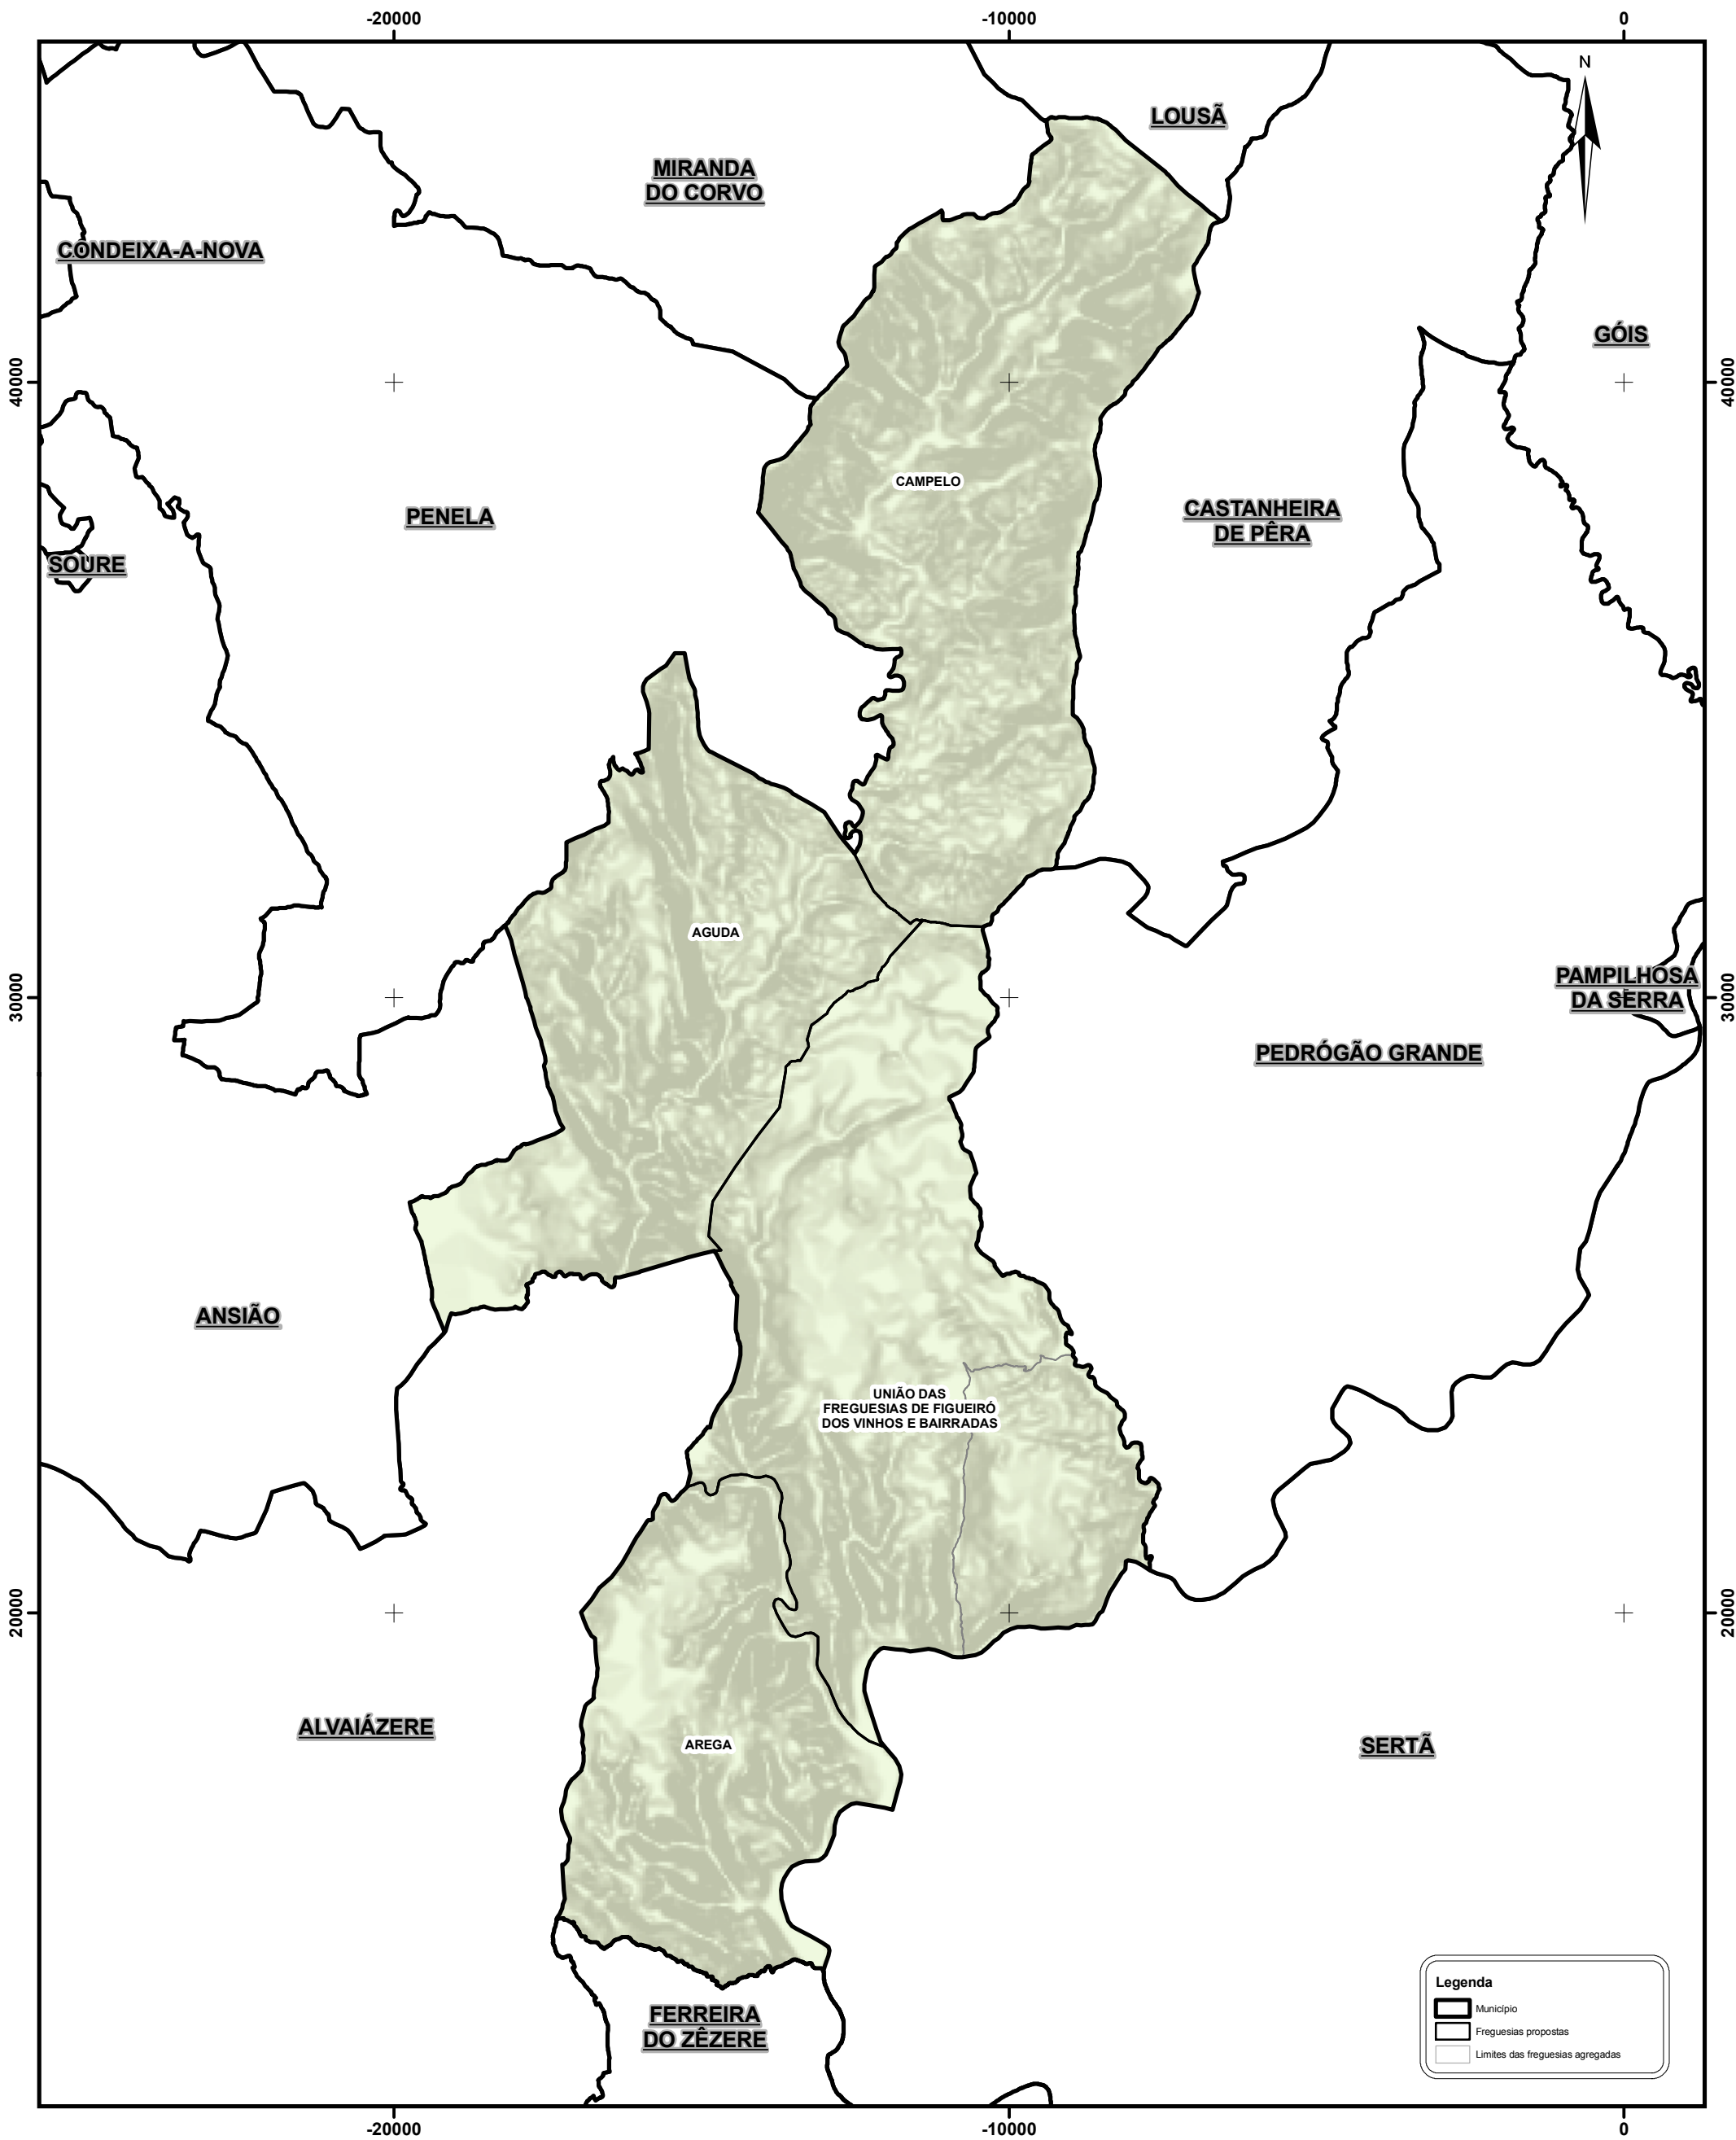 -20000
-10000
0
N
LOUSÃ
MIRANDA
DO CORVO
CONDEIXA-A-NOVA
GÓIS
40000
40000
CAMPELO
PENELA
CASTANHEIRA
DE PÊRA
SOURE
AGUDA
PAMPILHOSA
DA SERRA
30000
30000
PEDRÓGÃO GRANDE
ANSIÃO
UNIÃO DAS
FREGUESIAS DE FIGUEIRÓ
DOS VINHOS E BAIRRADAS
20000
20000
ALVAIÁZERE
AREGA
SERTÃ
FERREIRA
DO ZÊZERE
Legenda
Município
Freguesias propostas
Limites das freguesias agregadas
-20000
-10000
0